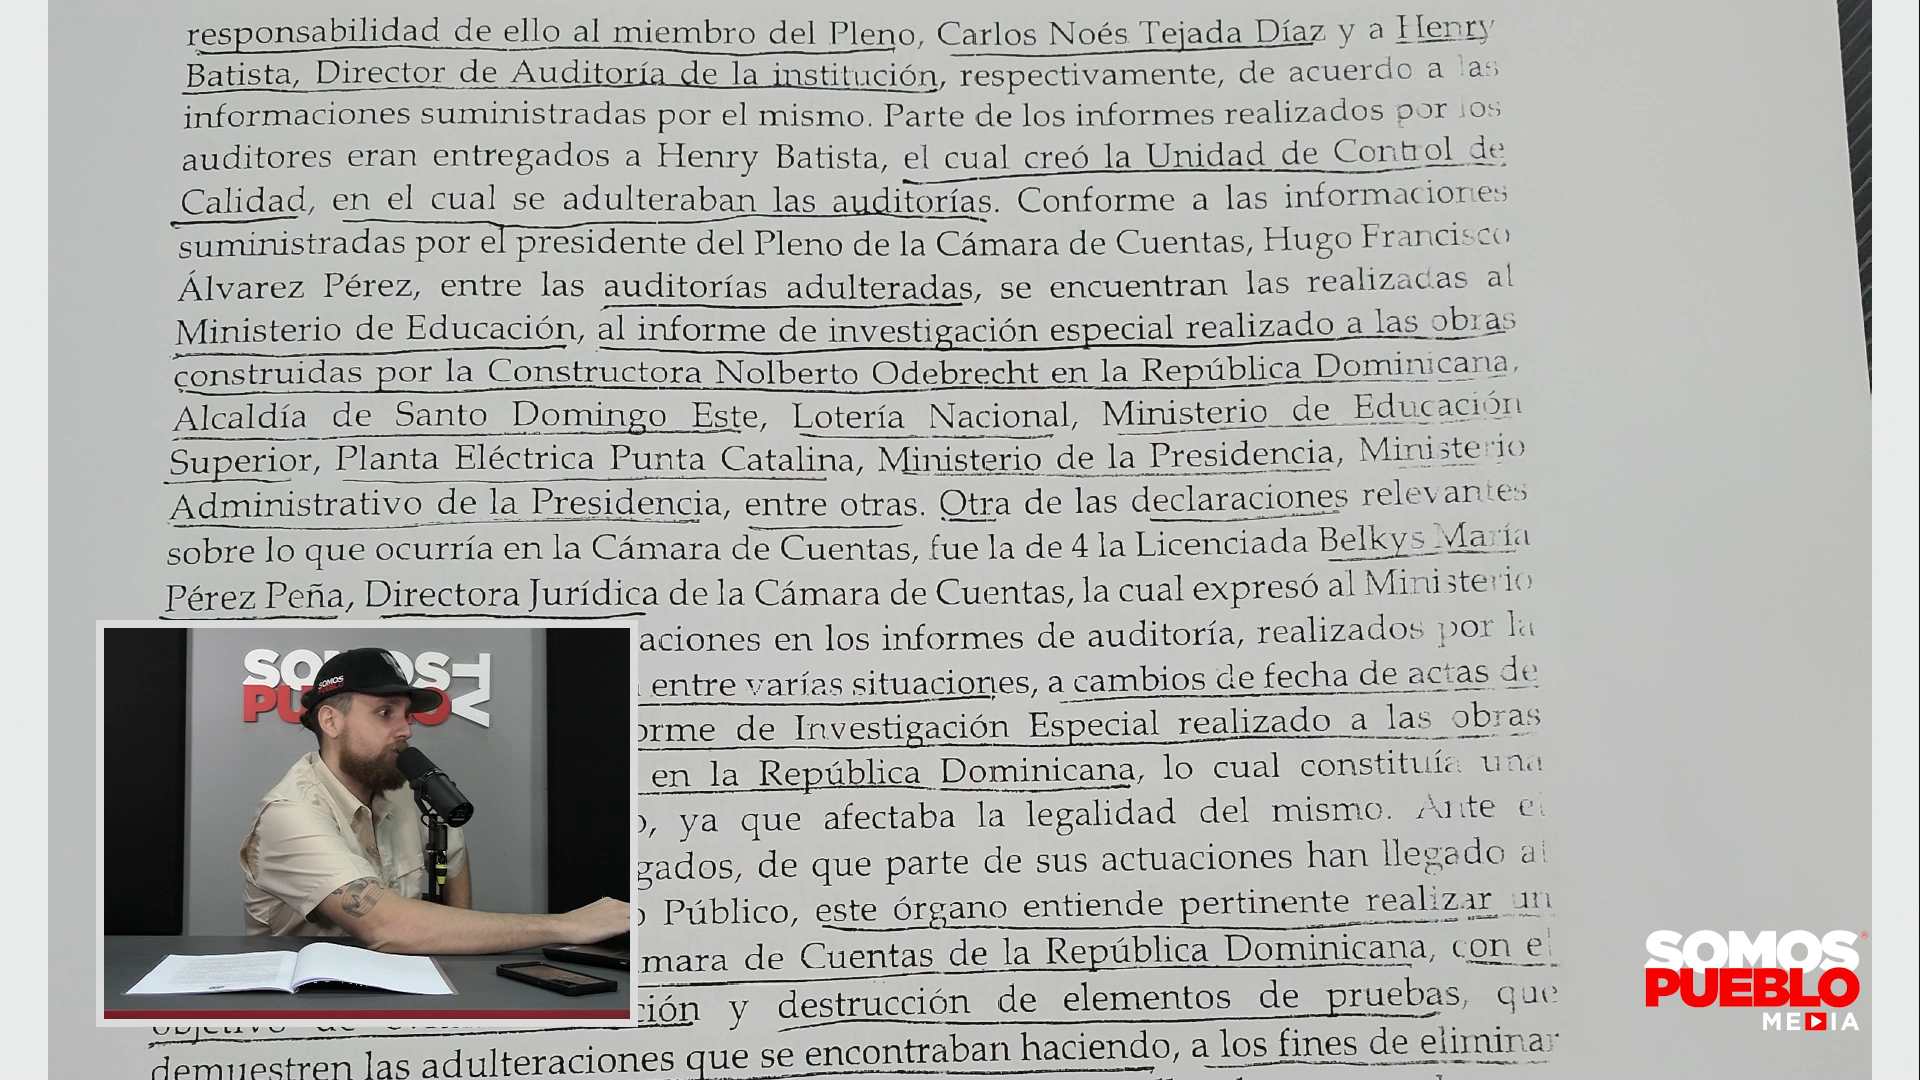 responsabilidad de ello al miembro del Pleno, Carlos Noés Tejada Díaz y a Henry
Batista, Director de Auditoría de la institución, respectivamente, de acuerdo a las
informaciones suministradas por el mismo. Parte de los informes realizados por los
auditores eran entregados a Henry Batista, el cual creó la Unidad de Control de
Calidad, en el cual se adulteraban las auditorías. Conforme a las informaciones
suministradas por el presidente del Pleno de la Cámara de Cuentas, Hugo Francisco
Álvarez Pérez, entre las auditorías adulteradas, se encuentran las realizadas al
Ministerio de Educación, al informe de investigación especial realizado a las obras
construidas por la Constructora Nolberto Odebrecht en la República Dominicana,
Alcaldía de Santo Domingo Este, Lotería Nacional, Ministerio de Educación
Superior, Planta Eléctrica Punta Catalina, Ministerio de la Presidencia, Ministerio
Administrativo de la Presidencia, entre otras. Otra de las declaraciones relevantes
sobre lo que ocurría en la Cámara de Cuentas, fue la de 4 la Licenciada Belkys María
Pérez Peña, Directora Jurídica de la Cámara de Cuentas, la cual expresó al Ministerio
aciones en los informes de auditoría, realizados por la
entre varías situaciones, a cambios de fecha de actas de
orme de Investigación Especial realizado a las obras
en la República Dominicana, lo cual constituía una
, ya que afectaba la legalidad del mismo. Ante el
gados, de que parte de sus actuaciones han llegado al
Público, este órgano entiende pertinente realizar un
mara de Cuentas de la República Dominicana, con el
ción y destrucción de elementos de pruebas, que
demuestren las adulteraciones que se encontraban haciendo, a los fines de eliminar
SOMOS
PUEBLO
TV
SOMOS
PUEBLO
SOMOS
PUEBLO
MEDIA